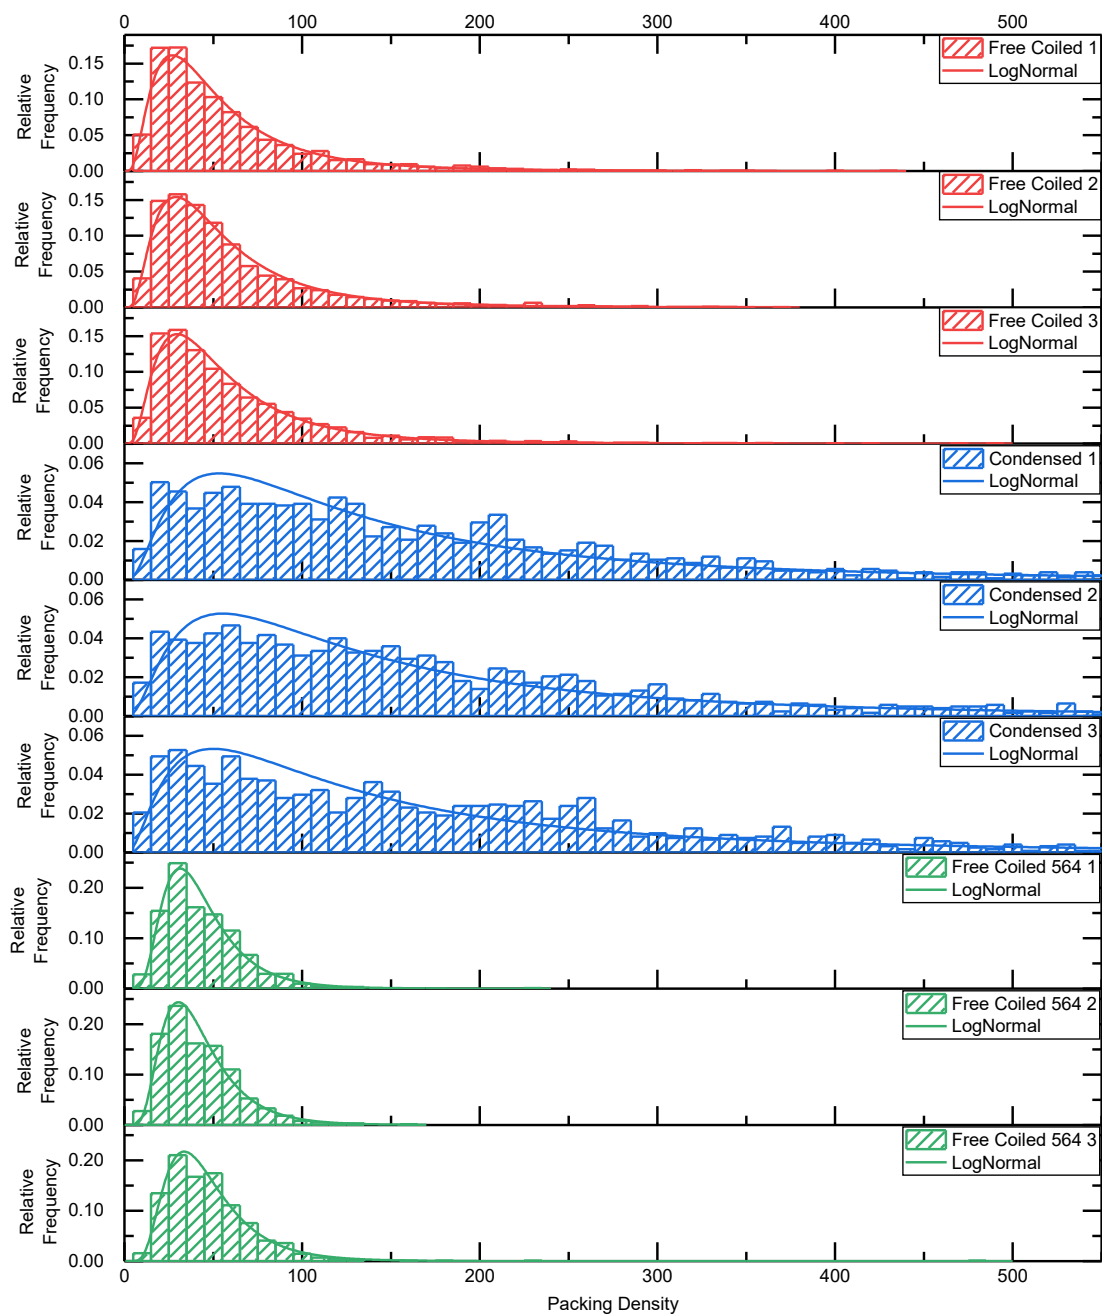 0 100 200 300 400 500
Relative
Frequency
0.15
0.10
0.05
0.00
Free Coiled 1
LogNormal
Relative
Frequency
0.15
0.10
0.05
0.00
Free Coiled 2
LogNormal
Relative
Frequency
0.15
0.10
0.05
0.00
Free Coiled 3
LogNormal
Relative
Frequency
0.06
0.04
0.02
0.00
Condensed 1
LogNormal
Relative
Frequency
0.06
0.04
0.02
0.00
Condensed 2
LogNormal
Relative
Frequency
0.06
0.04
0.02
0.00
Condensed 3
LogNormal
Relative
Frequency
0.20
0.10
0.00
Free Coiled 564 1
LogNormal
Relative
Frequency
0.20
0.10
0.00
Free Coiled 564 2
LogNormal
Relative
Frequency
0.20
0.10
0.00
Free Coiled 564 3
LogNormal
0 100 200 300 400 500
Packing Density